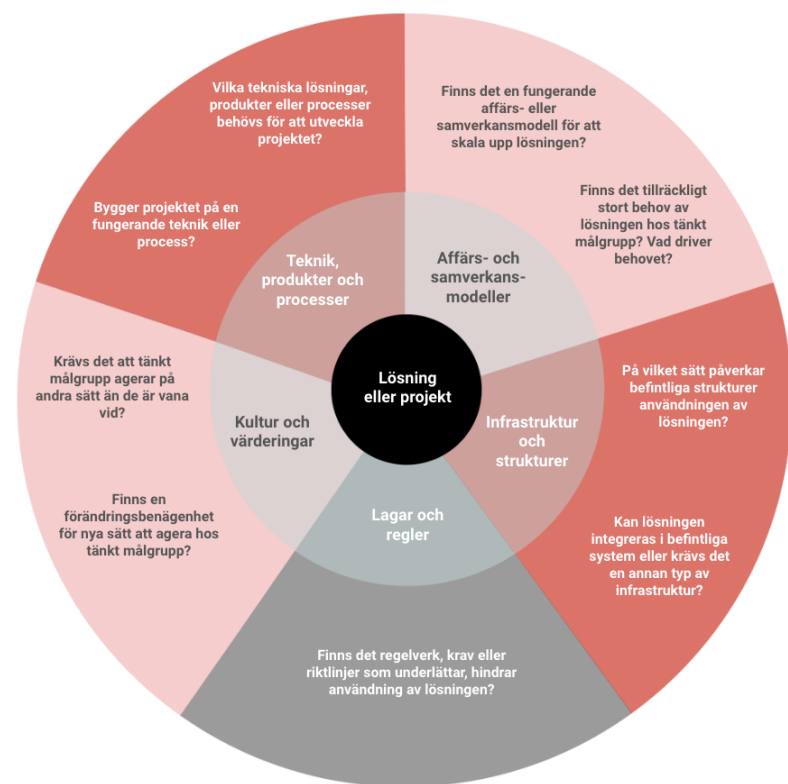 Vilka tekniska lösningar,
produkter eller processer
behövs för att utveckla
projektet?
Bygger projektet på en
fungerande teknik eller
process?
Teknik,
produkter och
processer
Finns det en fungerande
affärs- eller
samverkansmodell för att
skala upp lösningen?
Finns det tillräckligt
stort behov av
lösningen hos tänkt
målgrupp? Vad driver
behovet?
Affärs- och
samverkans-
modeller
Lösning
eller projekt
På vilket sätt påverkar
befintliga strukturer
användningen av
lösningen?
Kan lösningen
integreras i befintliga
system eller krävs det
en annan typ av
infrastruktur?
Infrastruktur
och
strukturer
Lagar och
regler
Finns det regelverk, krav eller
riktlinjer som underlättar, hindrar
användning av lösningen?
Kultur och
värderingar
Krävs det att tänkt
målgrupp agerar på
andra sätt än de är vana
vid?
Finns en
förändringsbenägenhet
för nya sätt att agera hos
tänkt målgrupp?